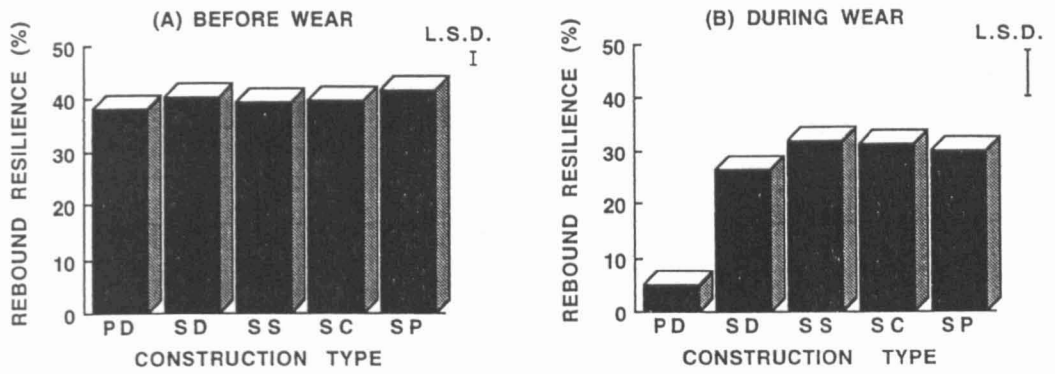 (A) BEFORE WEAR
L.S.D.
REBOUND RESILIENCE (%)
50
40
30
20
10
0
PD SD SS SC SP
CONSTRUCTION TYPE
(B) DURING WEAR
L.S.D.
REBOUND RESILIENCE (%)
50
40
30
20
10
0
PD SD SS SC SP
CONSTRUCTION TYPE